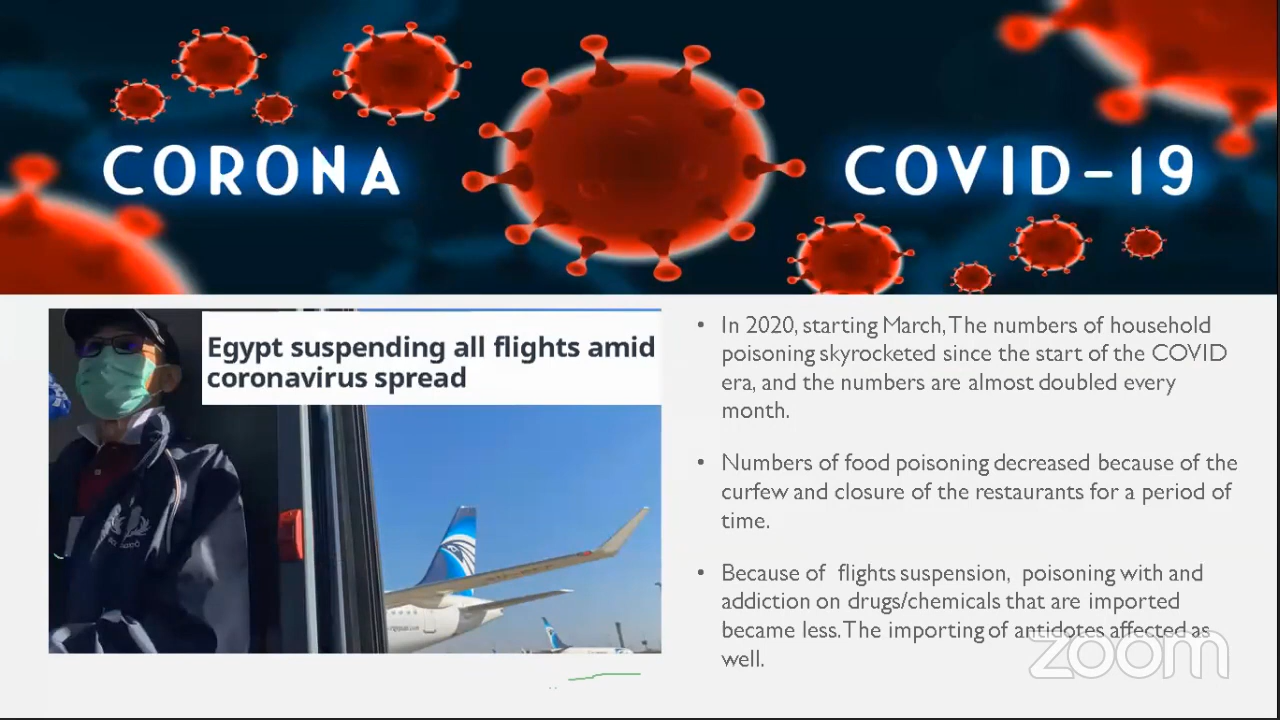 CORONA
COVID-19
Egypt suspending all flights amid
coronavirus spread
• In 2020, starting March, The numbers of household
poisoning skyrocketed since the start of the COVID
era, and the numbers are almost doubled every
month.
• Numbers of food poisoning decreased because of the
curfew and closure of the restaurants for a period of
time.
• Because of flights suspension, poisoning with and
addiction on drugs/chemicals that are imported
became less. The importing of antidotes affected as
well.
zoom